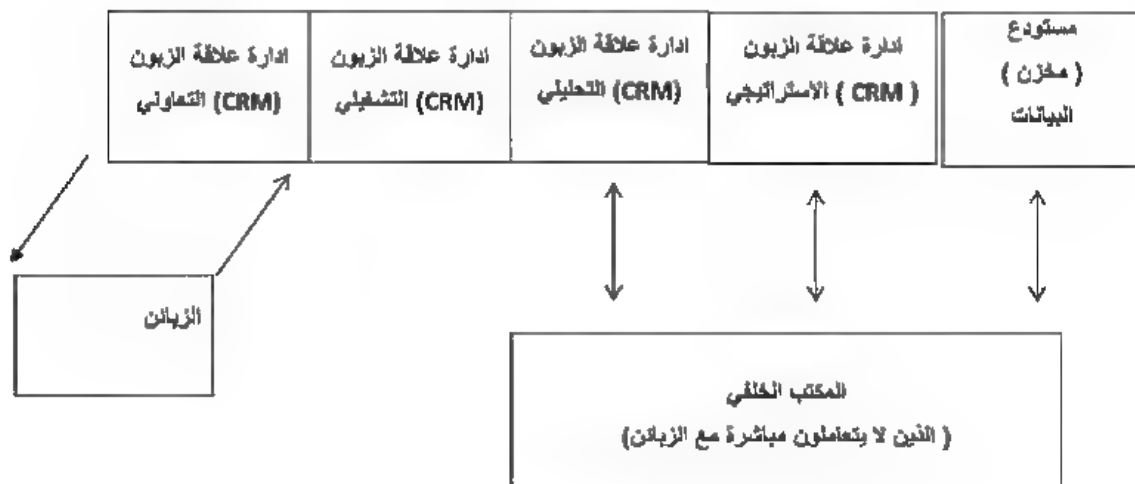 مستودع
( مخزن )
البيانات
ادارة علاقة الزبون
الاستراتيجي ( CRM )
ادارة علاقة الزبون
التحليلي (CRM)
ادارة علاقة الزبون
التشغيلي (CRM)
ادارة علاقة الزبون
التعاوني (CRM)
الزبائن
المكتب الخلفي
( الذين لا يتعاملون مباشرة مع الزبائن)